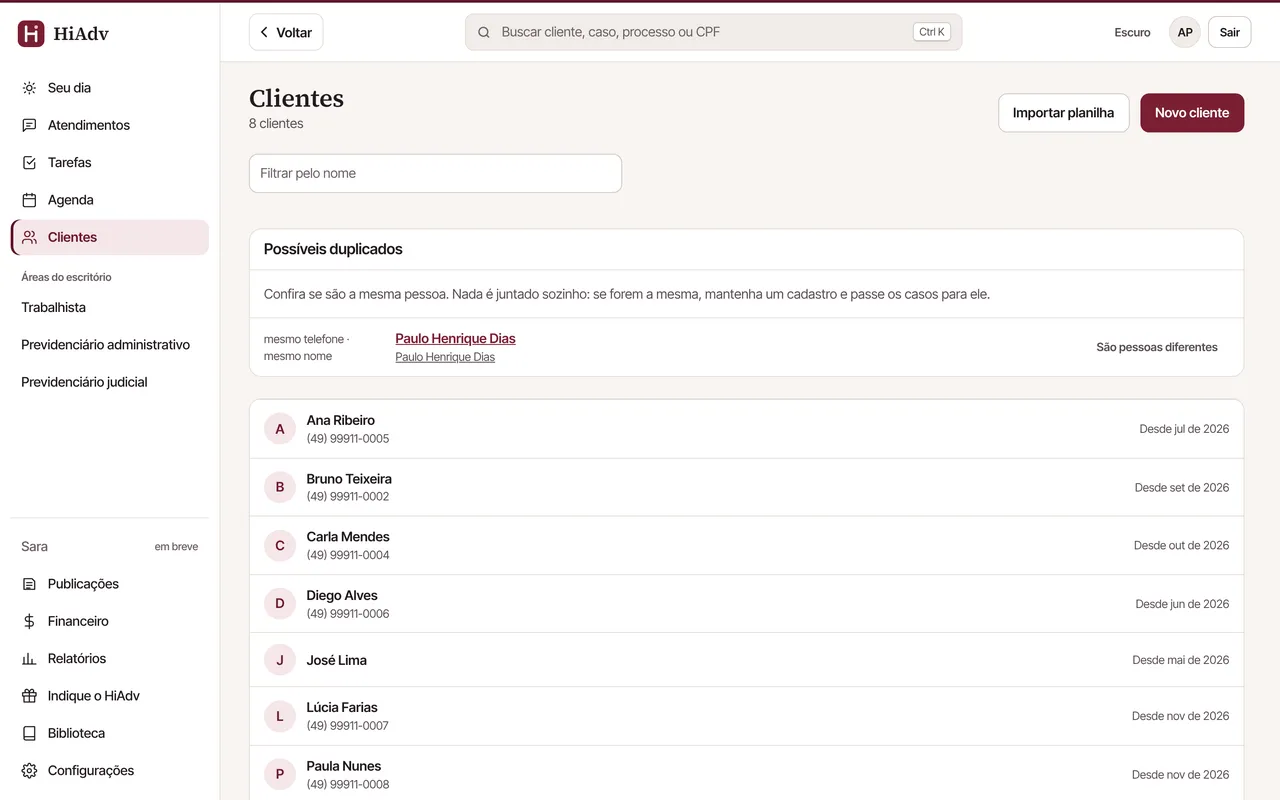 HiAdv
Voltar
Buscar cliente, caso, processo ou CPF
Ctrl K
Escuro
AP
Sair
Seu dia
Atendimentos
Tarefas
Agenda
Clientes
Áreas do escritório
Trabalhista
Previdenciário administrativo
Previdenciário judicial
Sara
em breve
Publicações
Financeiro
Relatórios
Indique o HiAdv
Biblioteca
Configurações
Clientes
8 clientes
Importar planilha
Novo cliente
Filtrar pelo nome
Possíveis duplicados
Confira se são a mesma pessoa. Nada é juntado sozinho: se forem a mesma, mantenha um cadastro e passe os casos para ele.
mesmo telefone ·
mesmo nome
Paulo Henrique Dias
Paulo Henrique Dias
São pessoas diferentes
A
Ana Ribeiro
(49) 99911-0005
Desde jul de 2026
B
Bruno Teixeira
(49) 99911-0002
Desde set de 2026
C
Carla Mendes
(49) 99911-0004
Desde out de 2026
D
Diego Alves
(49) 99911-0006
Desde jun de 2026
J
José Lima
Desde mai de 2026
L
Lúcia Farias
(49) 99911-0007
Desde nov de 2026
P
Paula Nunes
(49) 99911-0008
Desde nov de 2026